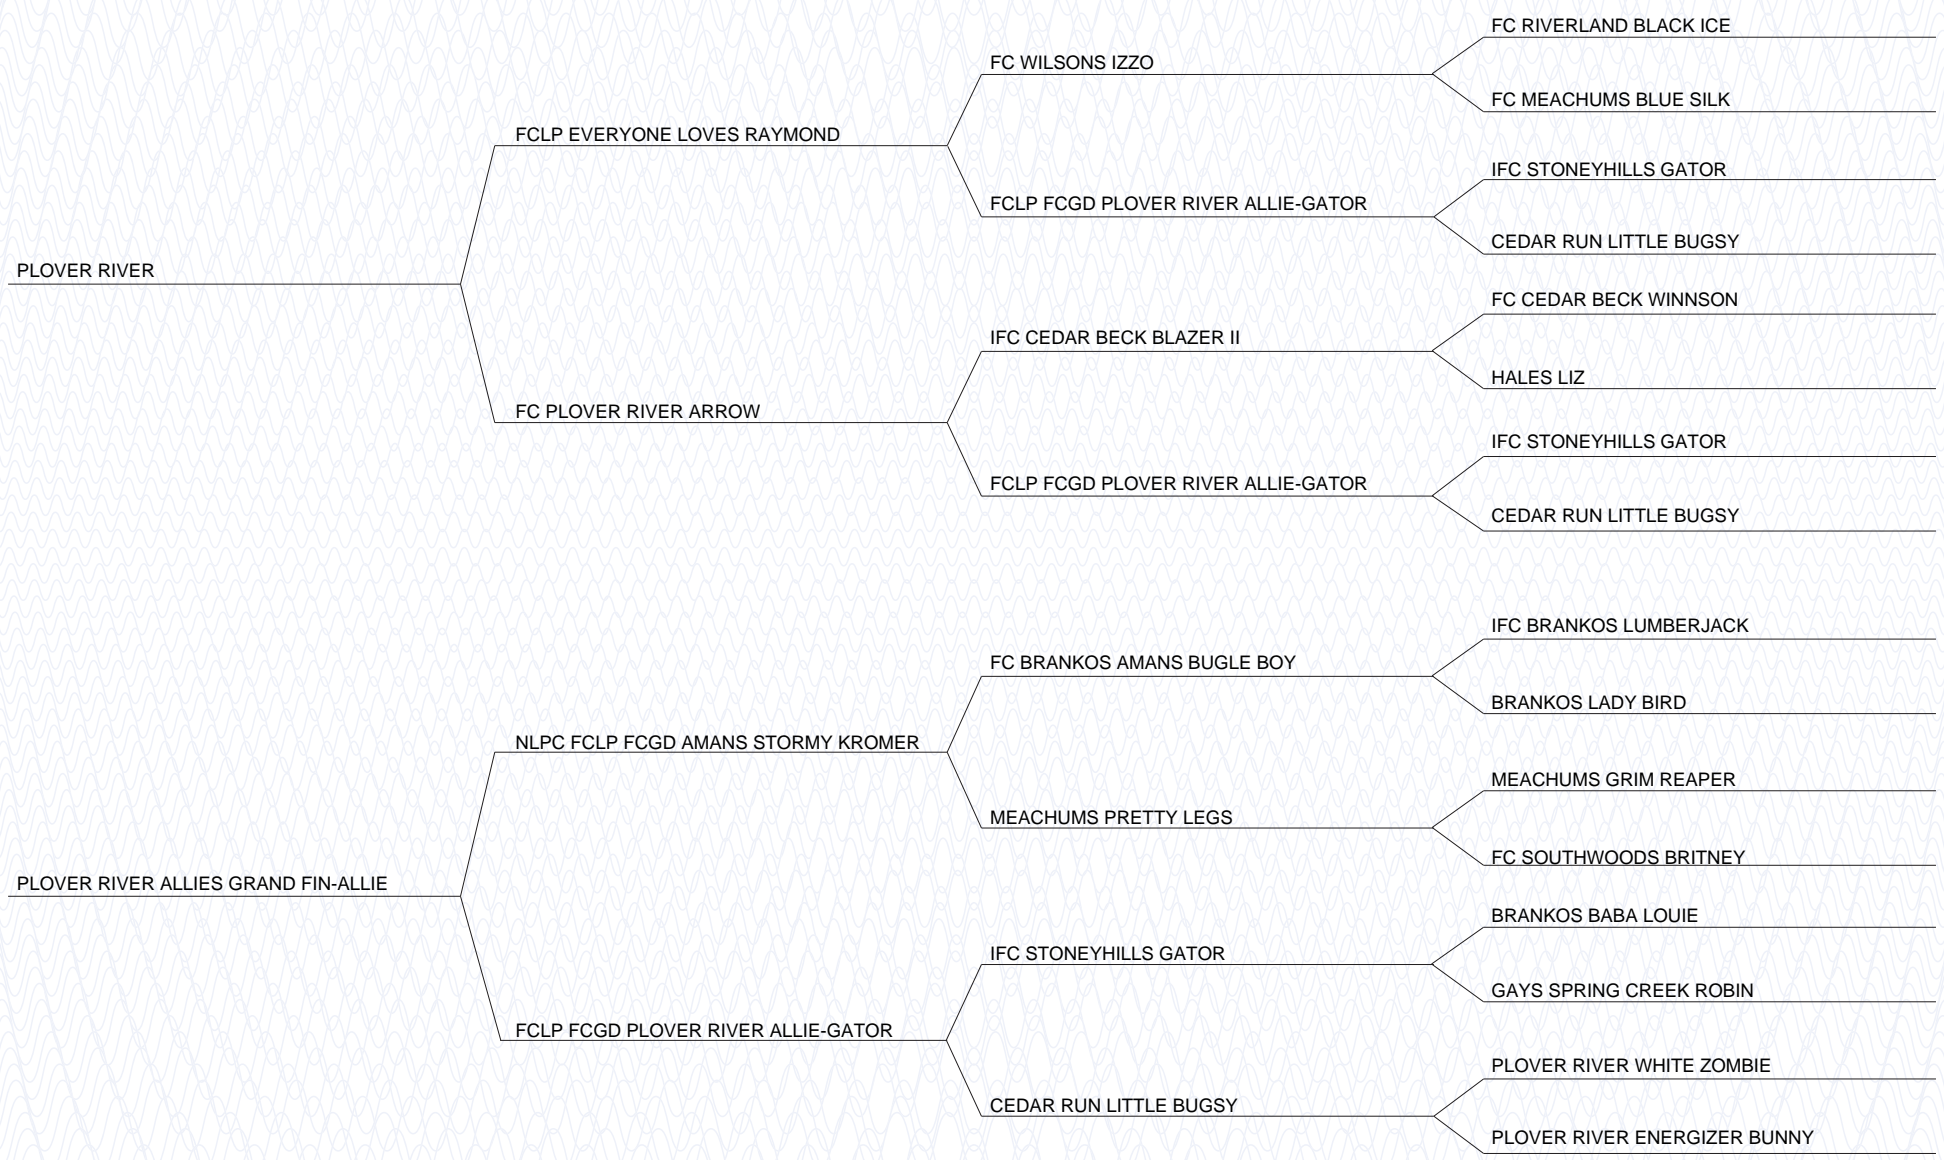 FC RIVERLAND BLACK ICE
FC WILSONS IZZO
FC MEACHUMS BLUE SILK
FCLP EVERYONE LOVES RAYMOND
IFC STONEYHILLS GATOR
FCLP FCGD PLOVER RIVER ALLIE-GATOR
CEDAR RUN LITTLE BUGSY
PLOVER RIVER
FC CEDAR BECK WINNSON
IFC CEDAR BECK BLAZER II
HALES LIZ
FC PLOVER RIVER ARROW
IFC STONEYHILLS GATOR
FCLP FCGD PLOVER RIVER ALLIE-GATOR
CEDAR RUN LITTLE BUGSY
IFC BRANKOS LUMBERJACK
FC BRANKOS AMANS BUGLE BOY
BRANKOS LADY BIRD
NLPC FCLP FCGD AMANS STORMY KROMER
MEACHUMS GRIM REAPER
MEACHUMS PRETTY LEGS
FC SOUTHWOODS BRITNEY
PLOVER RIVER ALLIES GRAND FIN-ALLIE
BRANKOS BABA LOUIE
IFC STONEYHILLS GATOR
GAYS SPRING CREEK ROBIN
FCLP FCGD PLOVER RIVER ALLIE-GATOR
PLOVER RIVER WHITE ZOMBIE
CEDAR RUN LITTLE BUGSY
PLOVER RIVER ENERGIZER BUNNY